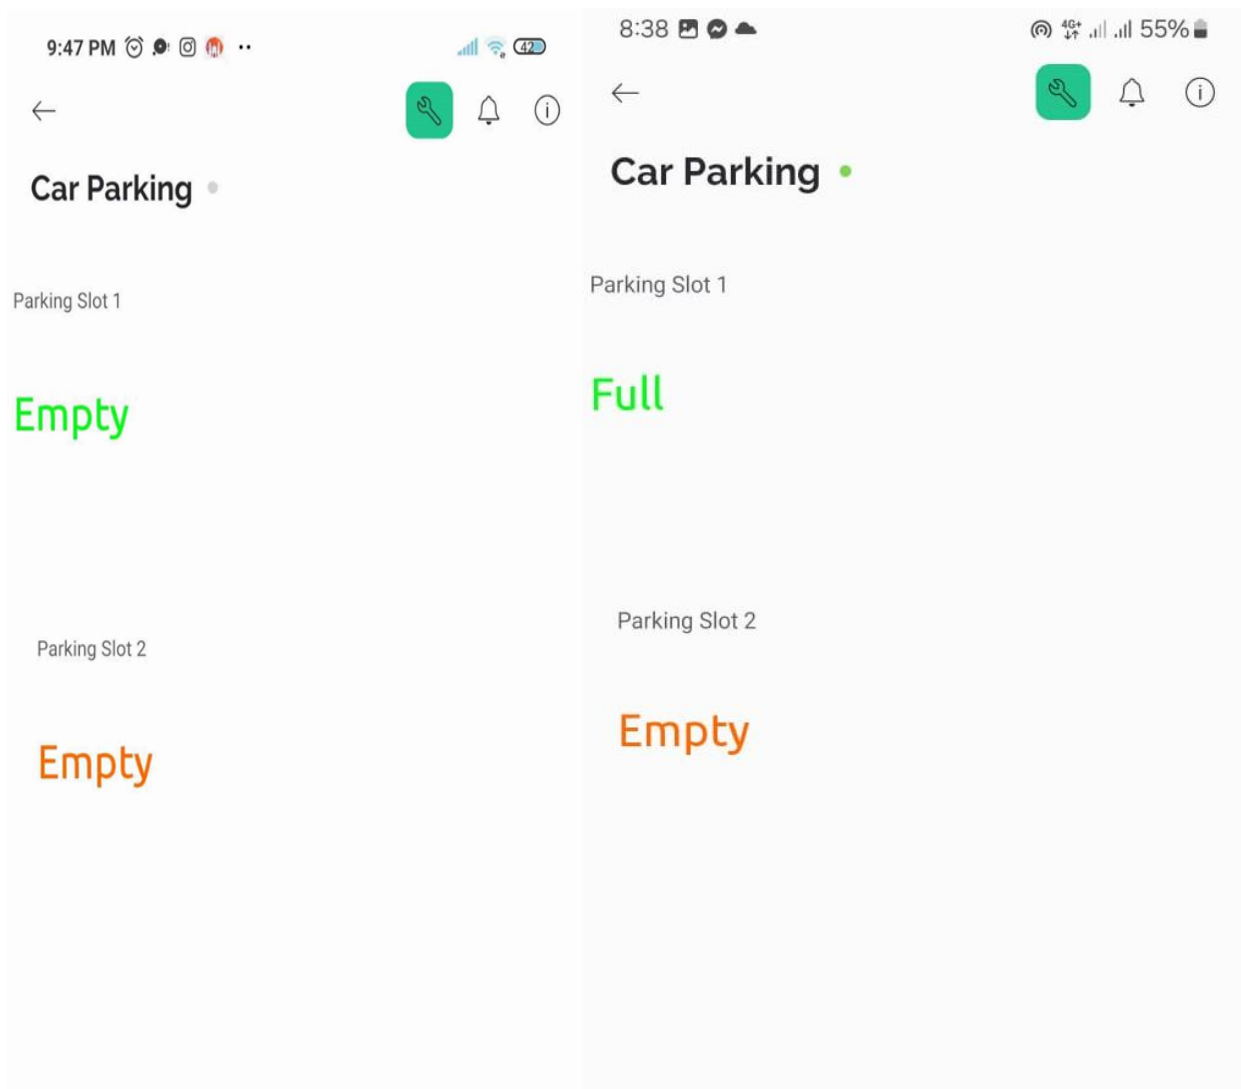 9:47 PM
42
Car Parking
Parking Slot 1
Empty
Parking Slot 2
Empty
8:38
4G+
55%
Car Parking
Parking Slot 1
Full
Parking Slot 2
Empty